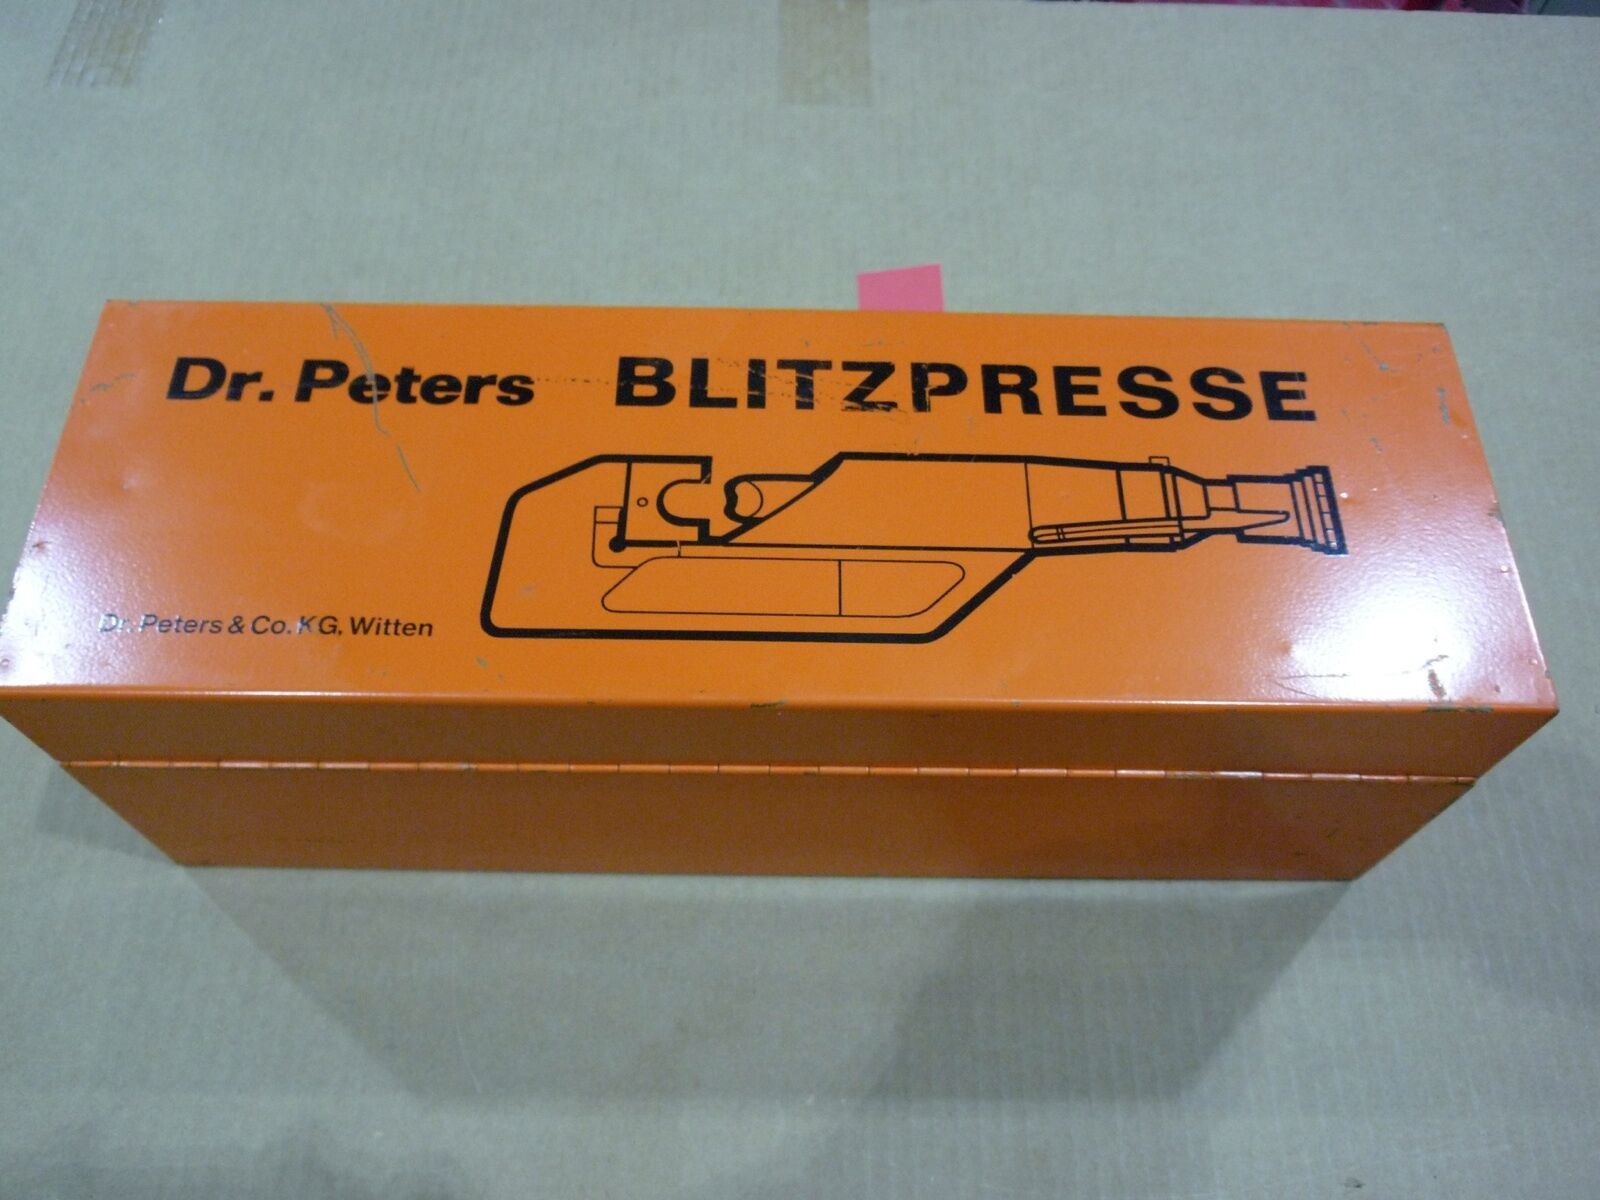 Dr. Peters BLITZPRESSE
Dr. Peters & Co. KG, Witten